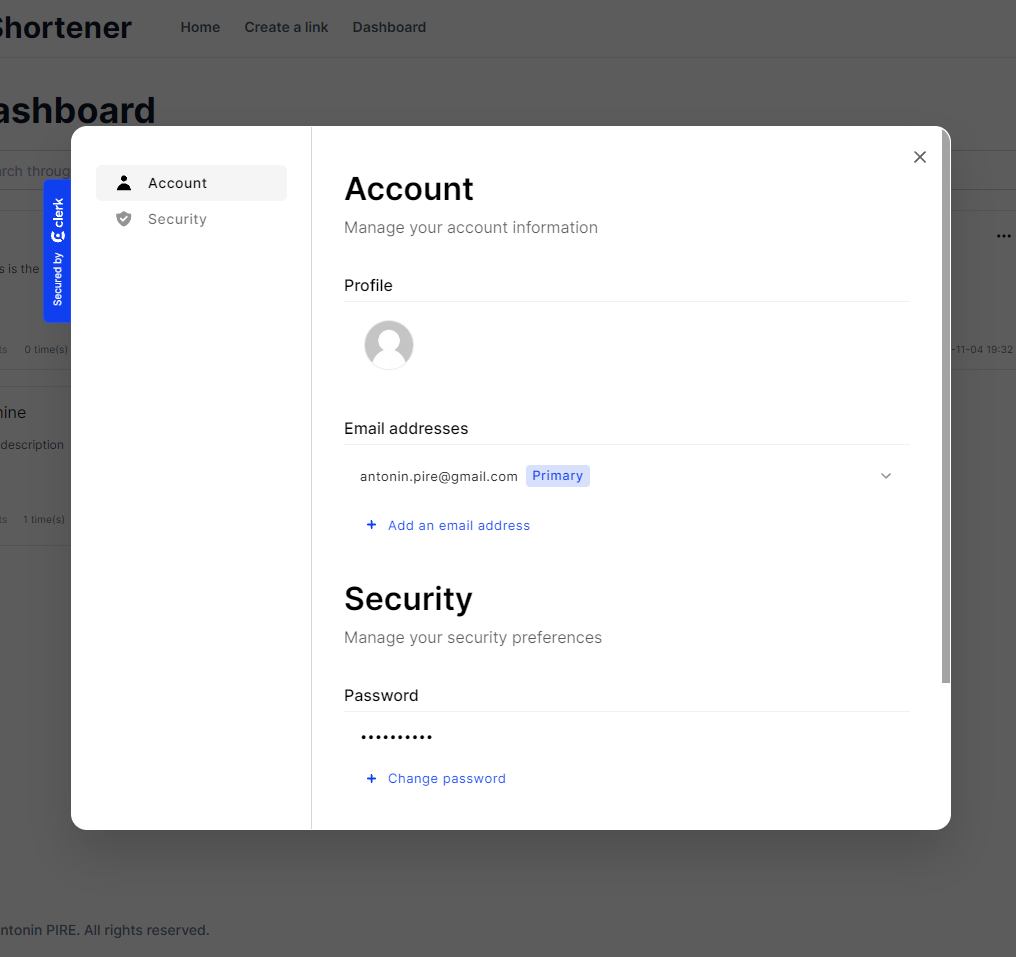 Shortener
Home
Create a link
Dashboard
ashboard
rch throug
s is the
ts
0 time(s)
-11-04 19:32
nine
description
ts
1 time(s)
Secured by clerk
Account
Security
Account
Manage your account information
Profile
Email addresses
antonin.pire@gmail.com Primary
+ Add an email address
Security
Manage your security preferences
Password
••••••••••
+ Change password
ntonin PIRE. All rights reserved.